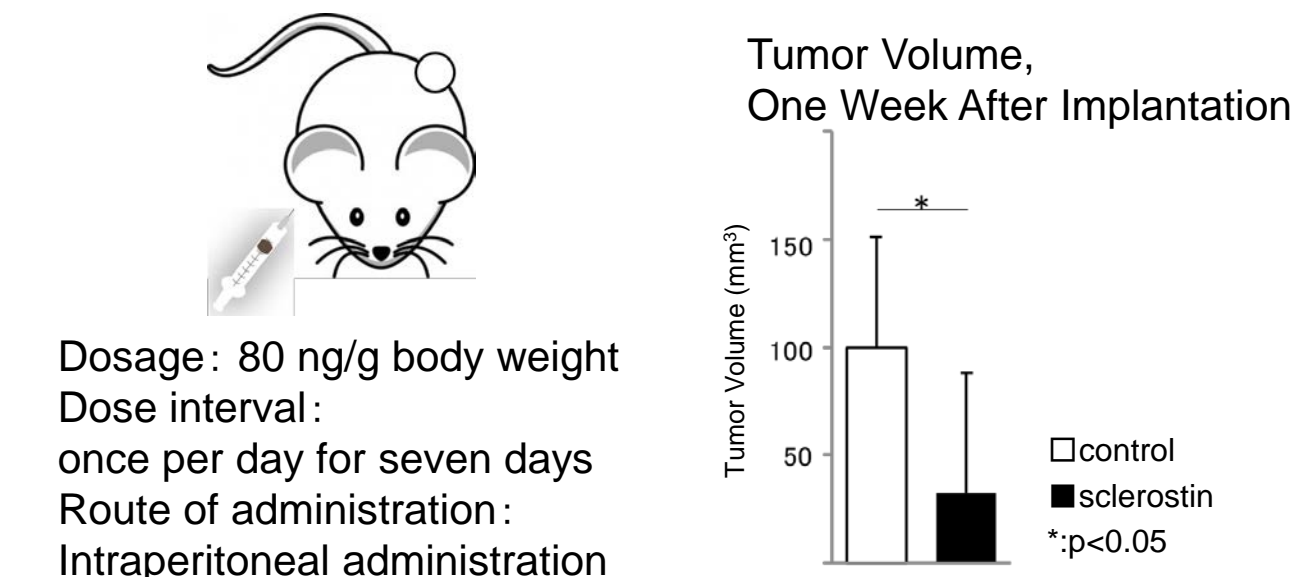 Dosage: 80 ng/g body weight
Dose interval:
once per day for seven days
Route of administration:
Intraperitoneal administration
Tumor Volume,
One Week After Implantation
*
Tumor Volume (mm³)
150
100
50
control
sclerostin
*:p<0.05